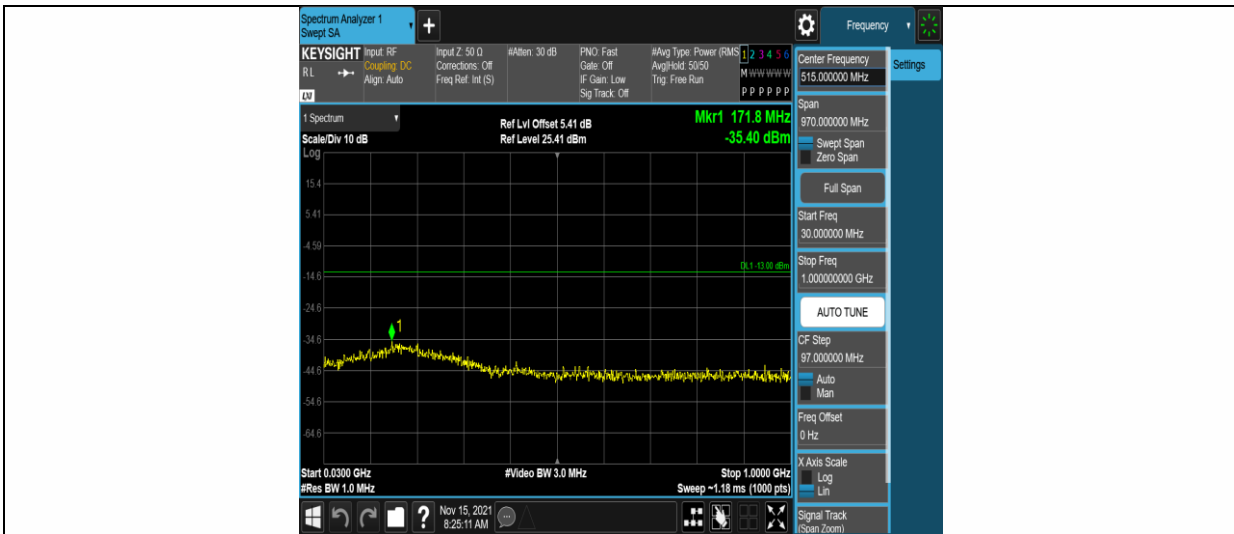 Spectrum Analyzer 1
Swept SA
+
Frequency
KEYSIGHT
RL
LXI
Input: RF
Coupling: DC
Align: Auto
Input Z: 50 Ω
Corrections: Off
Freq Ref: Int (S)
#Atten: 30 dB
PNO: Fast
Gate: Off
IF Gain: Low
Sig Track: Off
#Avg Type: Power (RMS
Avg|Hold: 50/50
Trig: Free Run
1 2 3 4 5 6
M W W W W W
P P P P P P
1 Spectrum
Scale/Div 10 dB
Log
Ref Lvl Offset 5.41 dB
Ref Level 25.41 dBm
Mkr1 171.8 MHz
-35.40 dBm
15.4
5.41
-4.59
DL1 -13.00 dBm
-14.6
-24.6
1
-34.6
-44.6
-54.6
-64.6
Start 0.0300 GHz
#Video BW 3.0 MHz
Stop 1.0000 GHz
#Res BW 1.0 MHz
Sweep ~1.18 ms (1000 pts)
?
Nov 15, 2021
8:25:11 AM
Center Frequency
515.000000 MHz
Settings
Span
970.000000 MHz
Swept Span
Zero Span
Full Span
Start Freq
30.000000 MHz
Stop Freq
1.000000000 GHz
AUTO TUNE
CF Step
97.000000 MHz
Auto
Man
Freq Offset
0 Hz
X Axis Scale
Log
Lin
Signal Track
(Span Zoom)